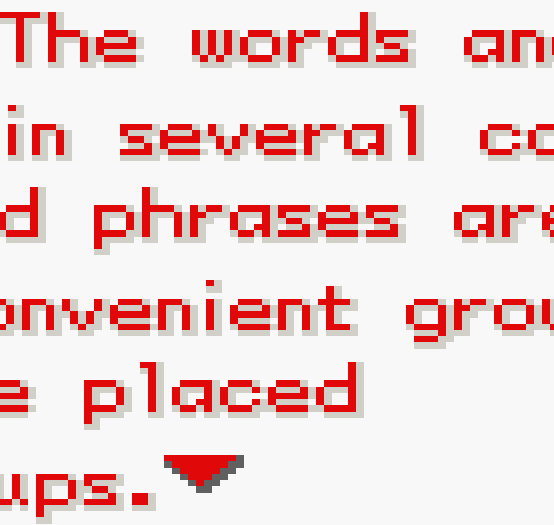 The words an
in several co
d phrases are
onvenient grou
e placed
ups.